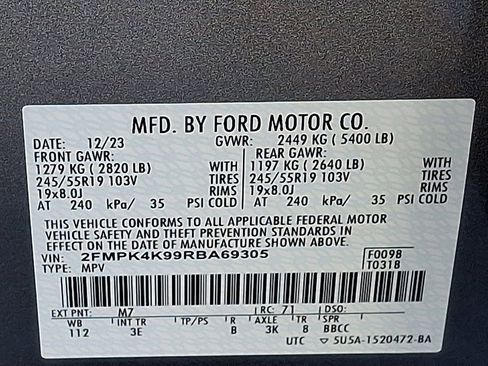 MFD. BY FORD MOTOR CO.
DATE: 12/23 GVWR: 2449 KG ( 5400 LB)
FRONT GAWR: REAR GAWR:
1279 KG ( 2820 LB) WITH 1197 KG ( 2640 LB) WITH
245/55R19 103V TIRES 245/55R19 103V TIRES
19x8.0J RIMS 19x8.0J RIMS
AT 240 kPa/ 35 PSI COLD AT 240 kPa/ 35 PSI COLD
THIS VEHICLE CONFORMS TO ALL APPLICABLE FEDERAL MOTOR
VEHICLE SAFETY AND THEFT PREVENTION STANDARDS IN
EFFECT ON THE DATE OF MANUFACTURE SHOWN ABOVE.
VIN: 2FMPK4K99RBA69305 F0098
TYPE: MPV T0318
EXT PNT: M7 RC: 71 DSO:
WB INT TR TP/PS R AXLE TR SPR
112 3E B 3K 8 BBCC
UTC ▽ 5U5A-1520472-BA